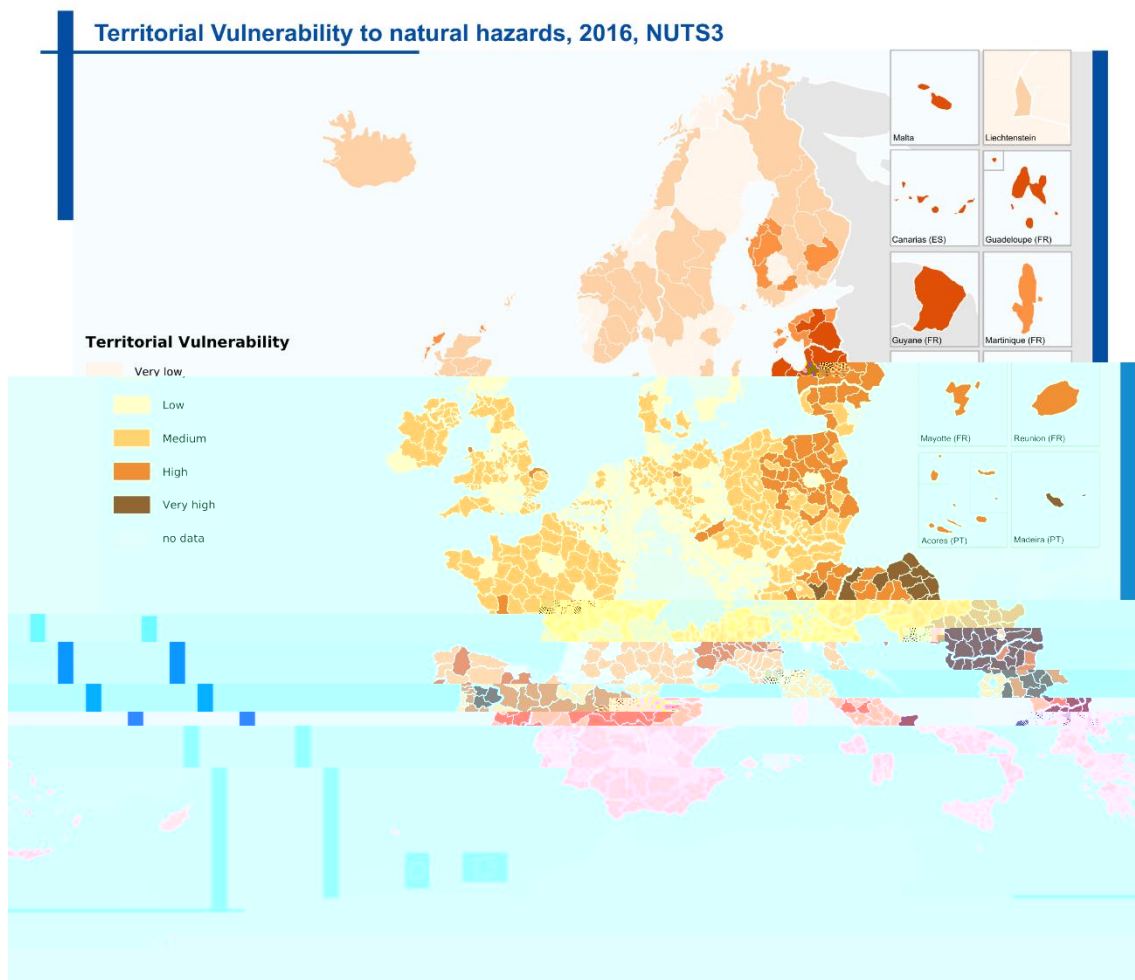 Territorial Vulnerability to natural hazards, 2016, NUTS3
Malta
Liechtenstein
Canarias (ES)
Guadeloupe (FR)
Guyane (FR)
Martinique (FR)
Territorial Vulnerability
Very low
Low
Medium
High
Very high
no data
Mayotte (FR)
Reunion (FR)
Acores (PT)
Madeira (PT)